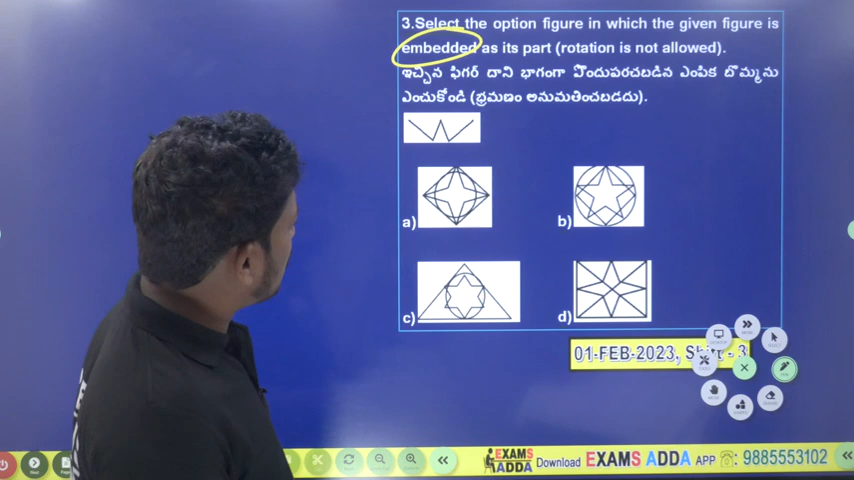 3.Select the option figure in which the given figure is
embedded as its part (rotation is not allowed).
ఇచ్చిన ఫిగర్ దాని భాగంగా పొందుపరచబడిన ఎంపిక బొమ్మను
ఎంచుకోండి (భ్రమణం అనుమతించబడదు).
a)
b)
c)
d)
01-FEB-2023, Shift - 3
EXAMS ADDA
Download EXAMS ADDA APP : 9885553102
Next